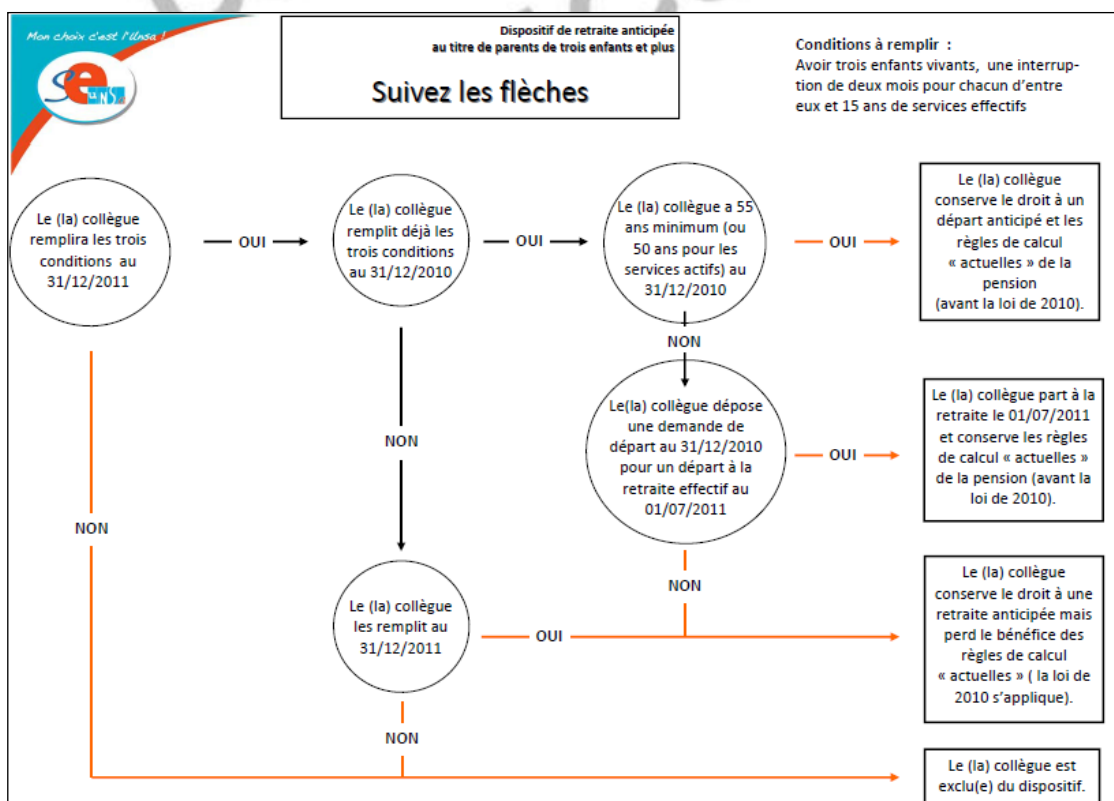 Mon choix c'est l'Unsa !
Se
UNSA
Dispositif de retraite anticipée
au titre de parents de trois enfants et plus
Suivez les flèches
Conditions à remplir :
Avoir trois enfants vivants, une interrup-
tion de deux mois pour chacun d'entre
eux et 15 ans de services effectifs
Le (la) collègue
remplira les trois
conditions au
31/12/2011
OUI
Le (la) collègue
remplit déjà les
trois conditions
au 31/12/2010
OUI
Le (la) collègue a 55
ans minimum (ou
50 ans pour les
services actifs) au
31/12/2010
OUI
Le (la) collègue
conserve le droit à un
départ anticipé et les
règles de calcul
« actuelles » de la
pension
(avant la loi de 2010).
NON
Le(la) collègue dépose
une demande de
départ au 31/12/2010
pour un départ à la
retraite effectif au
01/07/2011
OUI
Le (la) collègue part à la
retraite le 01/07/2011
et conserve les règles
de calcul « actuelles »
de la pension (avant la
loi de 2010).
NON
NON
NON
Le (la) collègue
les remplit au
31/12/2011
OUI
Le (la) collègue
conserve le droit à une
retraite anticipée mais
perd le bénéfice des
règles de calcul
« actuelles » ( la loi de
2010 s'applique).
NON
Le (la) collègue est
exclu(e) du dispositif.